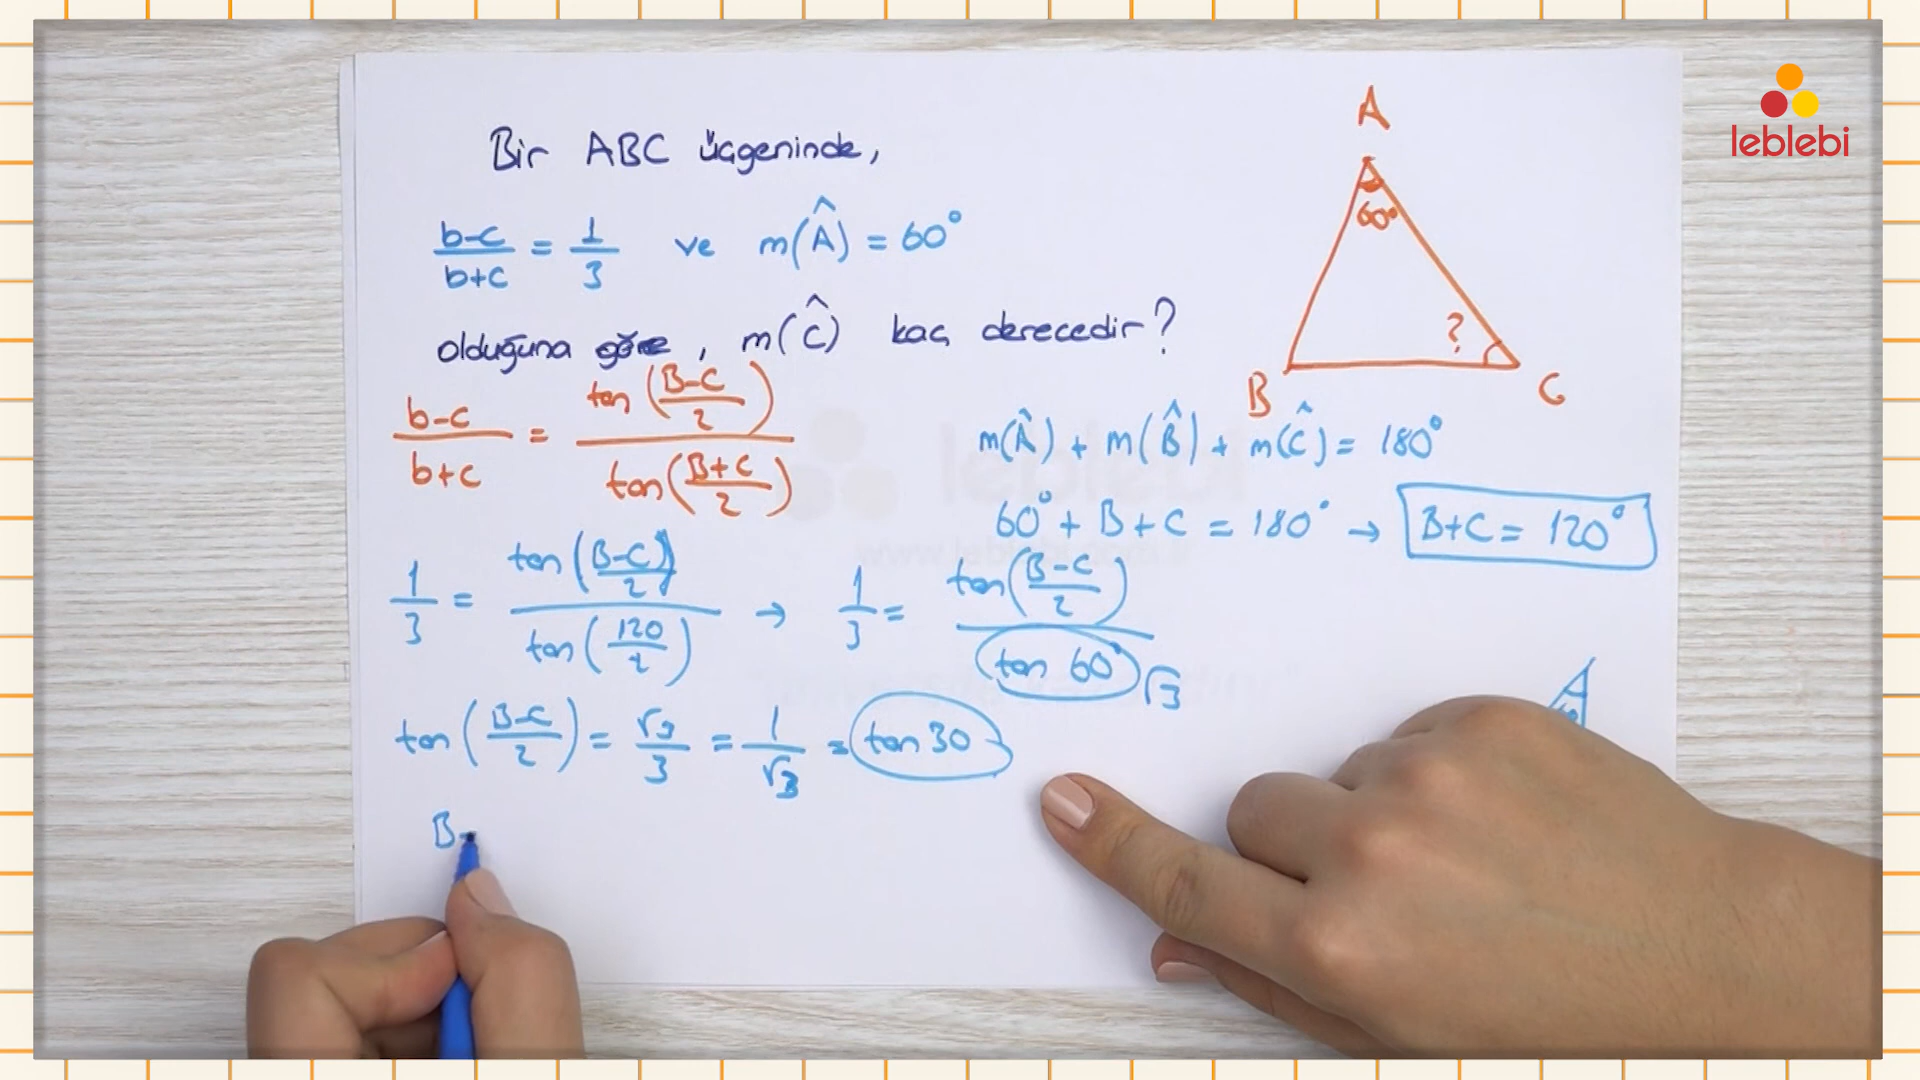 leblebi
Bir ABC üçgeninde,
b-c/b+c = 1/3 ve m(Â) = 60°
olduğuna göre, m(Ĉ) kaç derecedir?
A
60°
?
B
C
b-c/b+c = tan(B-C/2)/tan(B+C/2)
m(Â) + m(B̂) + m(Ĉ) = 180°
60° + B + C = 180° → B+C = 120°
1/3 = tan(B-C/2)/tan(120/2) → 1/3 = tan(B-C/2)/tan 60° √3
tan(B-C/2) = √3/3 = 1/√3 = tan 30
B-